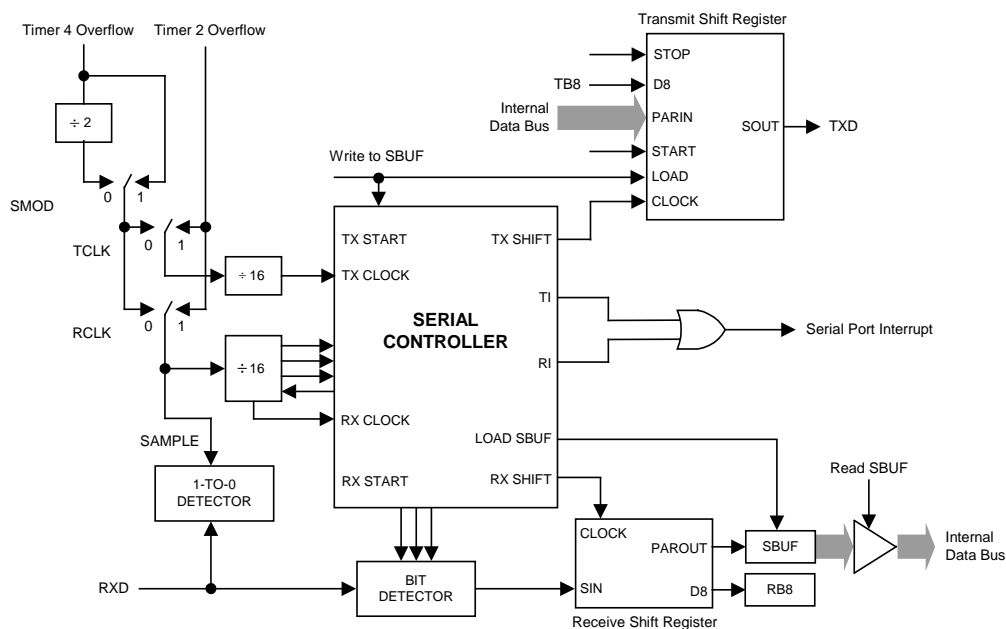 Timer 4 Overflow
Timer 2 Overflow
÷ 2
0
1
SMOD
0
1
TCLK
÷ 16
0
1
RCLK
÷ 16
SAMPLE
1-TO-0
DETECTOR
RXD
Write to SBUF
TX START
TX SHIFT
TX CLOCK
TI
SERIAL
CONTROLLER
RI
RX CLOCK
LOAD SBUF
RX START
RX SHIFT
BIT
DETECTOR
Transmit Shift Register
STOP
TB8
D8
Internal
Data Bus
PARIN
SOUT
TXD
START
LOAD
CLOCK
Serial Port Interrupt
CLOCK
PAROUT
SIN
D8
Receive Shift Register
SBUF
RB8
Read SBUF
Internal
Data Bus